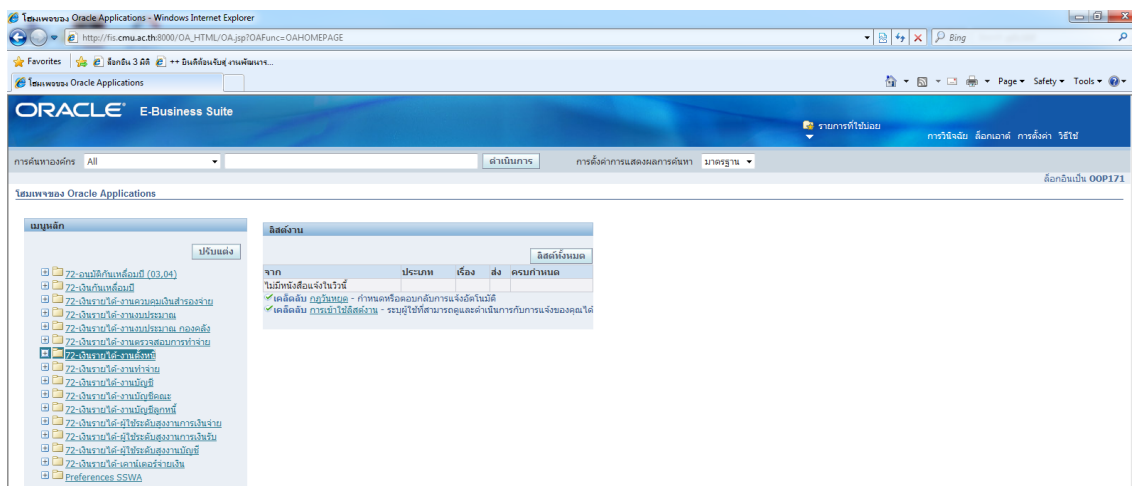 โฮมเพจของ Oracle Applications - Windows Internet Explorer
http://fis.cmu.ac.th:8000/OA_HTML/OA.jsp?OAFunc=OAHOMEPAGE
Bing
Favorites ล็อกอิน 3 มิติ ++ ยินดีต้อนรับสู่ งานพัฒนาร...
โฮมเพจของ Oracle Applications
Page Safety Tools
ORACLE E-Business Suite
รายการที่ใช้บ่อย
การวินิจฉัย ล็อกเอาต์ การตั้งค่า วิธีใช้
การค้นหาองค์กร All ดำเนินการ การตั้งค่าการแสดงผลการค้นหา มาตรฐาน
ล็อกอินเป็น OOP171
โฮมเพจของ Oracle Applications
เมนูหลัก
ปรับแต่ง
72-อนุมัติกันเหลื่อมปี (03,04)
72-เงินกันเหลื่อมปี
72-เงินรายได้-งานควบคุมเงินสำรองจ่าย
72-เงินรายได้-งานงบประมาณ
72-เงินรายได้-งานงบประมาณ กองคลัง
72-เงินรายได้-งานตรวจสอบการทำจ่าย
72-เงินรายได้-งานตั้งหนี้
72-เงินรายได้-งานทำจ่าย
72-เงินรายได้-งานบัญชี
72-เงินรายได้-งานบัญชีคณะ
72-เงินรายได้-งานบัญชีลูกหนี้
72-เงินรายได้-ผู้ใช้ระดับสูงงานการเงินจ่าย
72-เงินรายได้-ผู้ใช้ระดับสูงงานการเงินรับ
72-เงินรายได้-ผู้ใช้ระดับสูงงานบัญชี
72-เงินรายได้-เคาน์เตอร์จ่ายเงิน
Preferences SSWA
ลิสต์งาน
ลิสต์ทั้งหมด
จาก ประเภท เรื่อง ส่ง ครบกำหนด
ไม่มีหนังสือแจ้งในวิวนี้
เคล็ดลับ กฎวันหยุด - กำหนดหรือตอบกลับการแจ้งอัตโนมัติ
เคล็ดลับ การเข้าใช้ลิสต์งาน - ระบุผู้ใช้ที่สามารถดูและดำเนินการกับการแจ้งของคุณได้